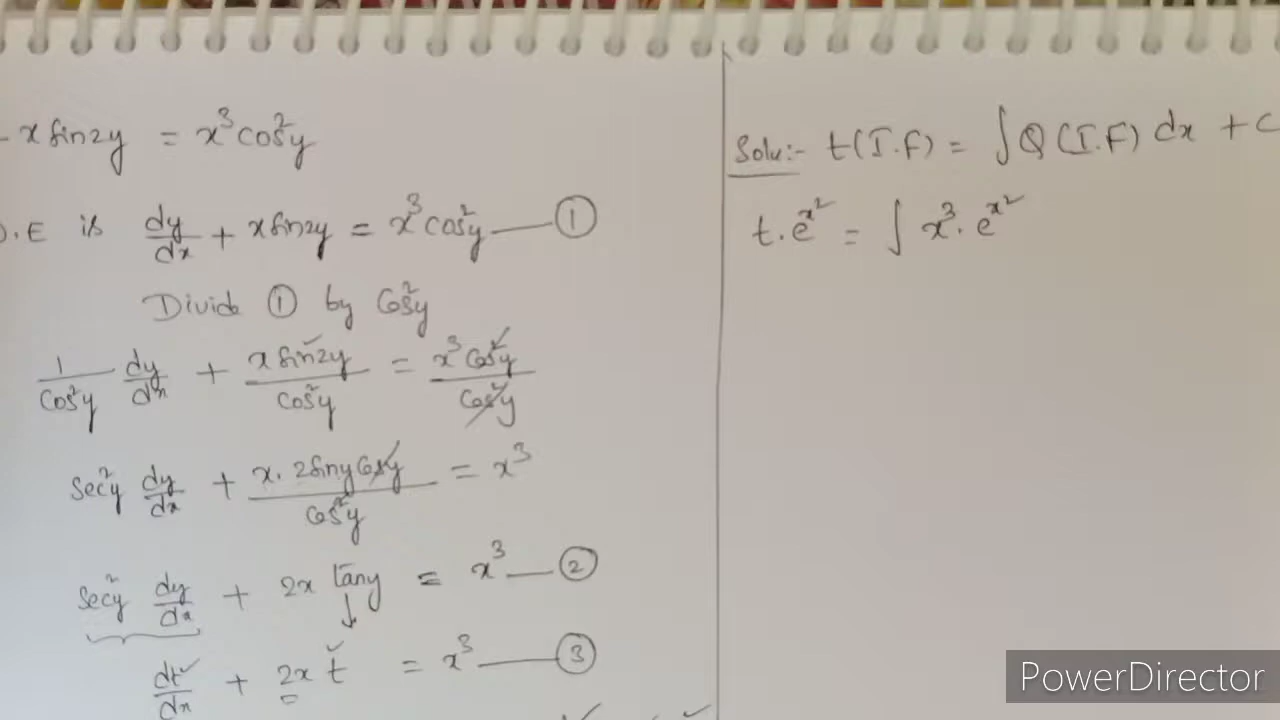 x sin2y = x³cos²y
D.E is dy/dx + x sin2y = x³cos²y — ①
Divide ① by Cos²y
1/Cos²y dy/dx + x sin2y/Cos²y = x³Cos²y/Cos²y
Sec²y dy/dx + x. 2siny Cosy/Cos²y = x³
Sec²y dy/dx + 2x tany = x³ — ②
dt/dx + 2x t = x³ — ③
Solu:- t(I.F) = ∫Q(I.F) dx + C
t.e^x² = ∫ x³. e^x²
PowerDirector